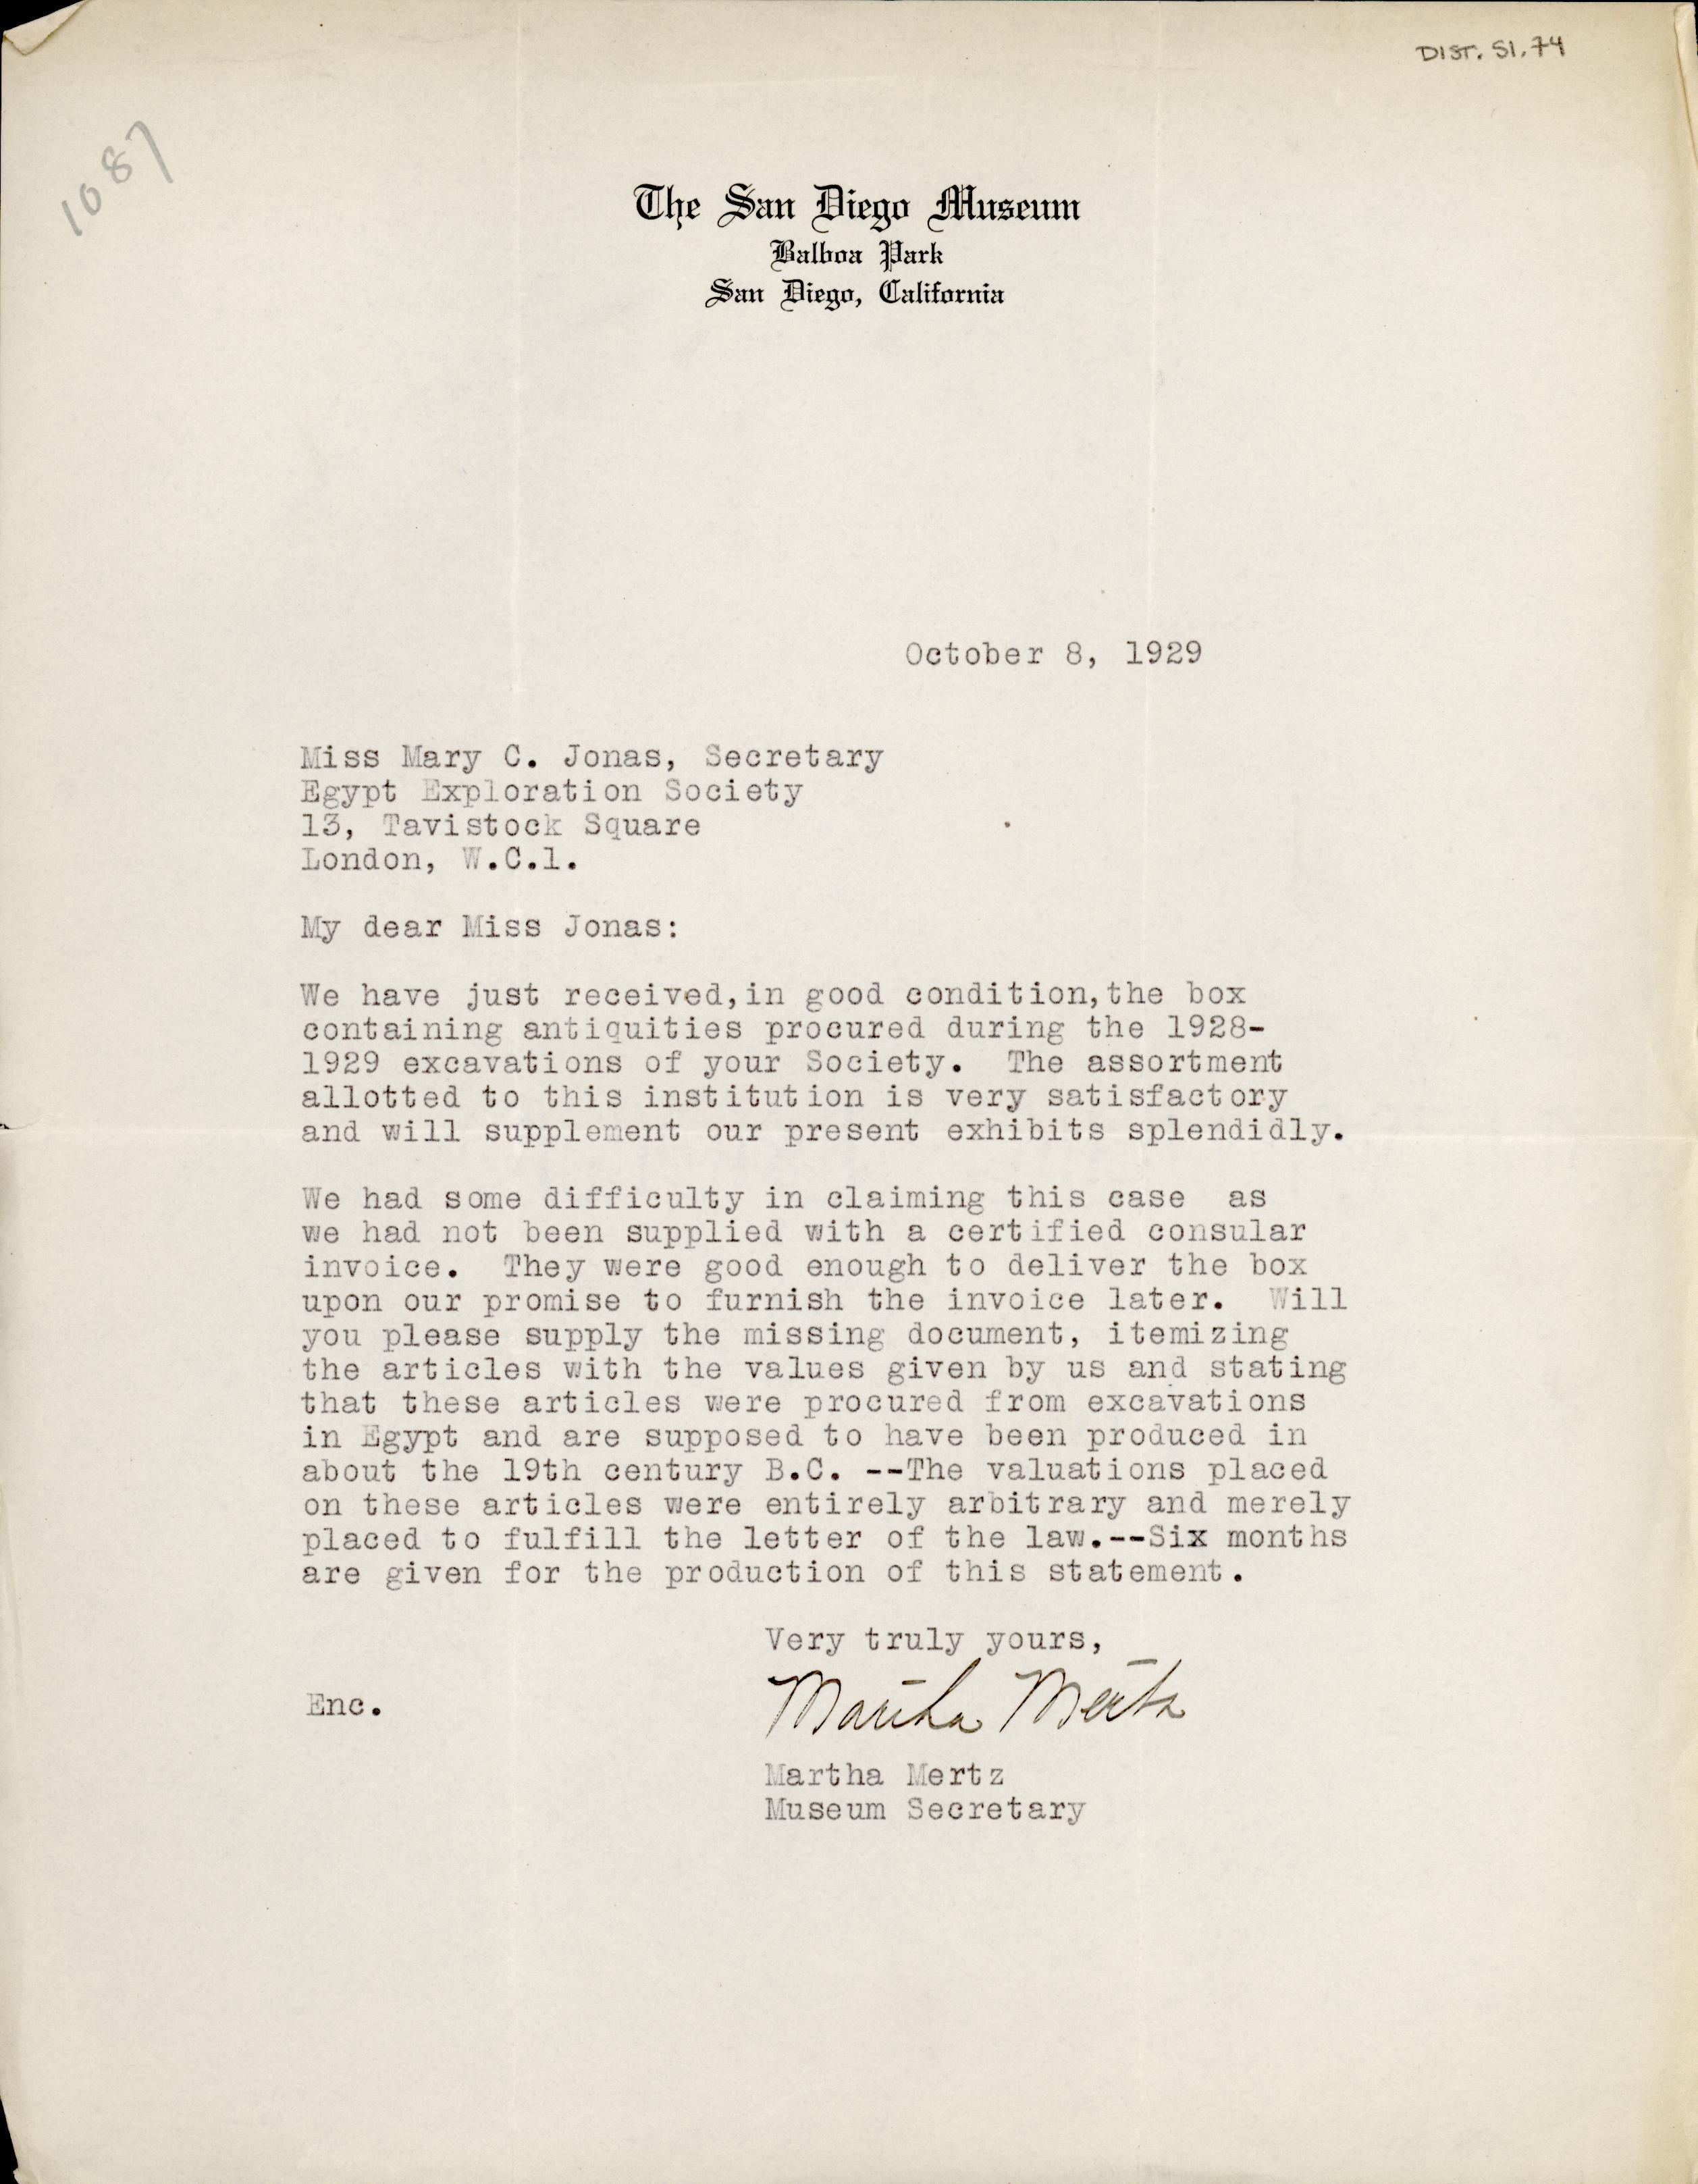 DIST. 51.74
1087
The San Diego Museum
Balboa Park
San Diego, California
October 8, 1929
Miss Mary C. Jonas, Secretary
Egypt Exploration Society
13, Tavistock Square
London, W.C.1.
My dear Miss Jonas:
We have just received,in good condition,the box
containing antiquities procured during the 1928-
1929 excavations of your Society.  The assortment
allotted to this institution is very satisfactory
and will supplement our present exhibits splendidly.
We had some difficulty in claiming this case  as
we had not been supplied with a certified consular
invoice.  They were good enough to deliver the box
upon our promise to furnish the invoice later.  Will
you please supply the missing document, itemizing
the articles with the values given by us and stating
that these articles were procured from excavations
in Egypt and are supposed to have been produced in
about the 19th century B.C. --The valuations placed
on these articles were entirely arbitrary and merely
placed to fulfill the letter of the law.--Six months
are given for the production of this statement.
Very truly yours,
Martha Mertz
Enc.
Martha Mertz
Museum Secretary